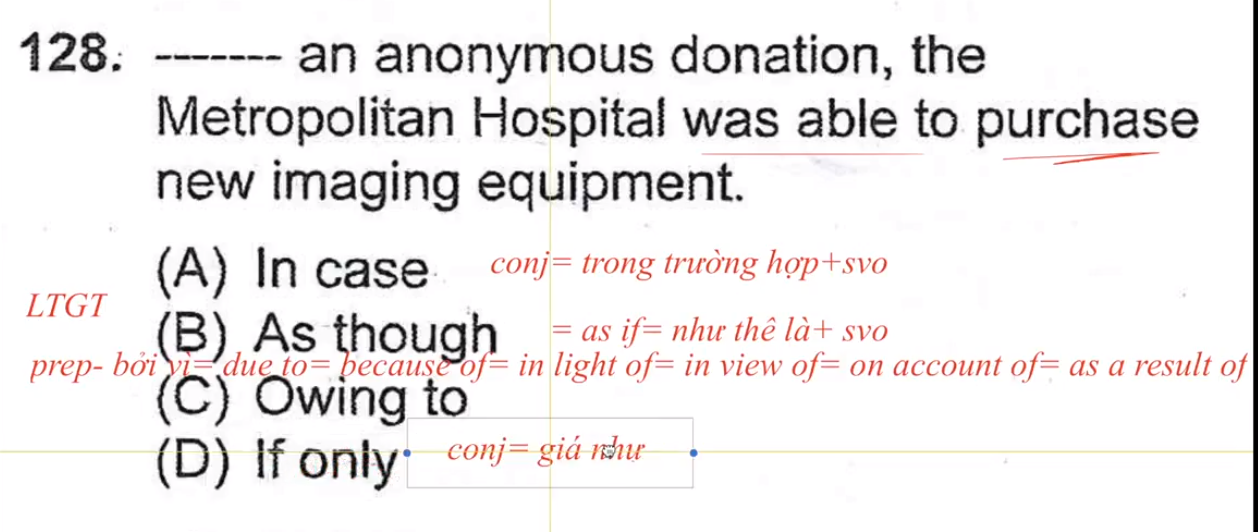 128. ------- an anonymous donation, the
Metropolitan Hospital was able to purchase
new imaging equipment.
(A) In case conj= trong trường hợp+svo
LTGT
(B) As though = as if= như thê là+ svo
prep- bởi vì= due to= because of= in light of= in view of= on account of= as a result of
(C) Owing to
(D) If only conj= giá như